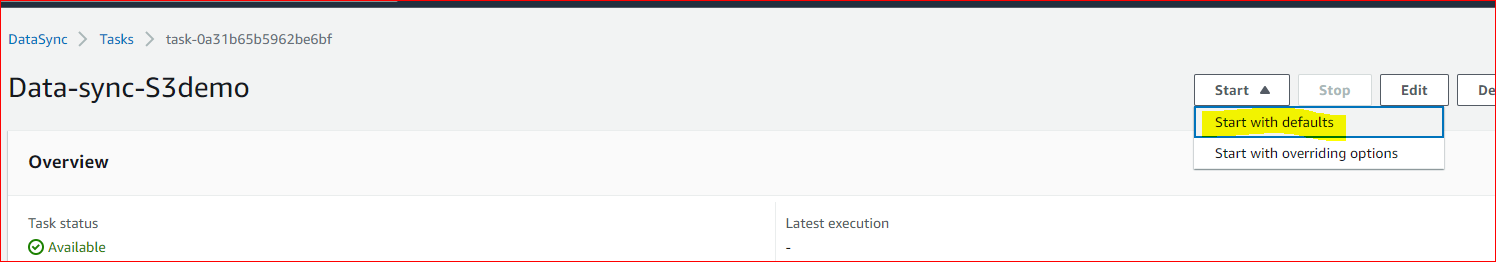 DataSync > Tasks > task-0a31b65b5962be6bf
Data-sync-S3demo
Start Stop Edit De
Start with defaults
Start with overriding options
Overview
Task status
Available
Latest execution
-